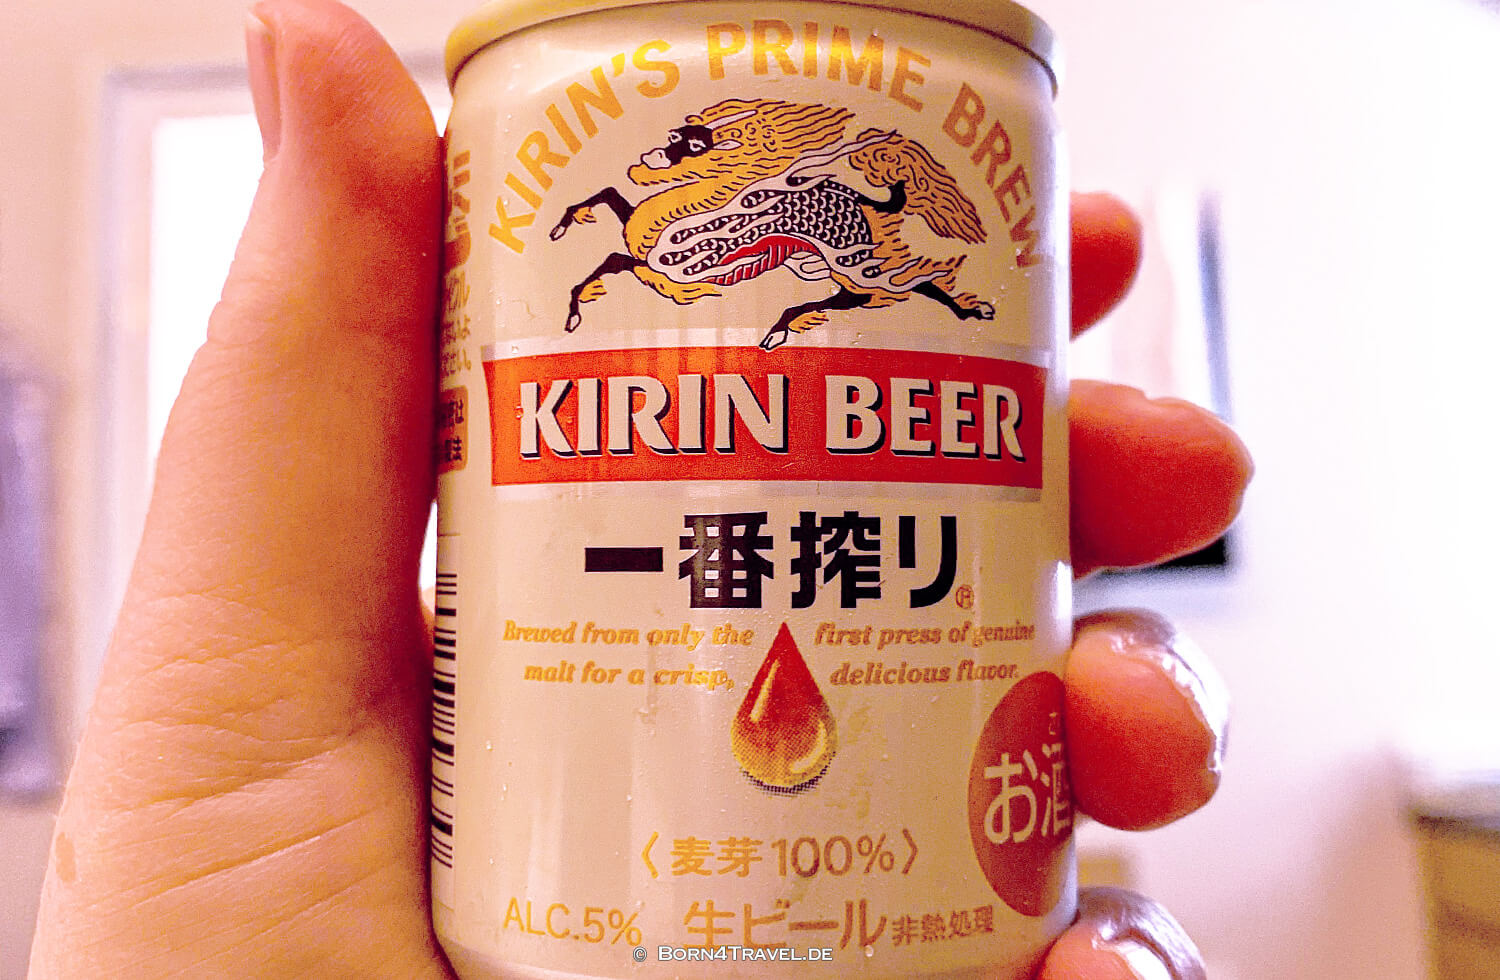 KIRIN'S PRIME BREW
KIRIN BEER
一番搾り®
Brewed from only the first press of genuine
malt for a crisp, delicious flavor.
お酒
〈麦芽100%〉
ALC.5% 生ビール 非熱処理
© BORN4TRAVEL.DE